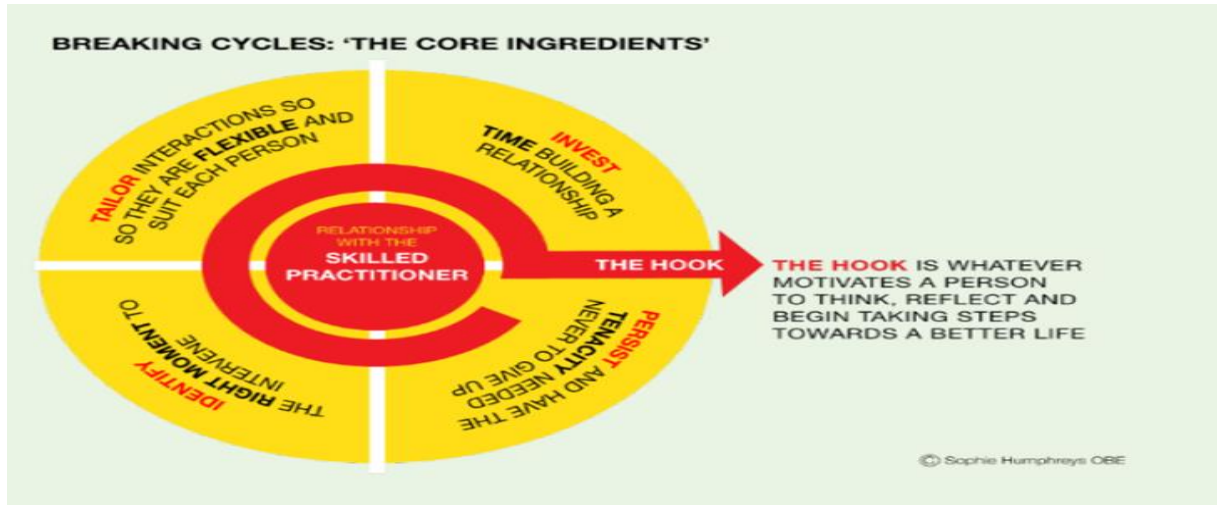 BREAKING CYCLES: ‘THE CORE INGREDIENTS’
TAILOR INTERACTIONS SO
SO THEY ARE FLEXIBLE AND
SUIT EACH PERSON
INVEST
TIME BUILDING A
RELATIONSHIP
RELATIONSHIP
WITH THE
SKILLED
PRACTITIONER
THE HOOK
THE HOOK IS WHATEVER
MOTIVATES A PERSON
TO THINK, REFLECT AND
BEGIN TAKING STEPS
TOWARDS A BETTER LIFE
IDENTIFY
THE RIGHT MOMENT TO
INTERVENE
PERSIST AND HAVE THE
TENACITY NEEDED
NEVER TO GIVE UP
© Sophie Humphreys OBE